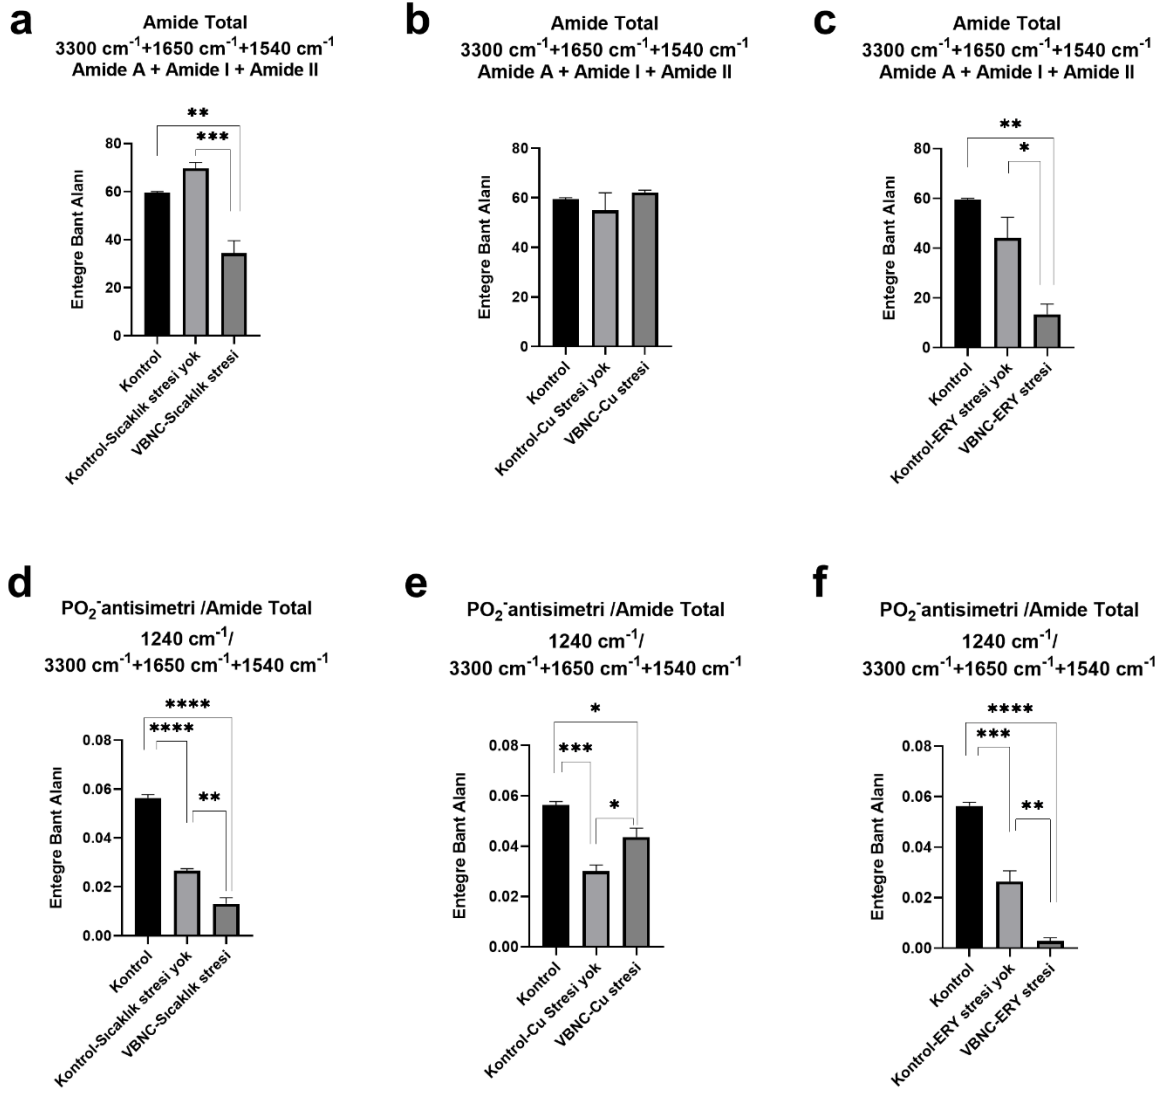 a
Amide Total
3300 cm⁻¹+1650 cm⁻¹+1540 cm⁻¹
Amide A + Amide I + Amide II
**
***
80
60
40
20
0
Entegre Bant Alanı
Kontrol
Kontrol-Sıcaklık stresi yok
VBNC-Sıcaklık stresi
b
Amide Total
3300 cm⁻¹+1650 cm⁻¹+1540 cm⁻¹
Amide A + Amide I + Amide II
80
60
40
20
0
Entegre Bant Alanı
Kontrol
Kontrol-Cu Stresi yok
VBNC-Cu stresi
c
Amide Total
3300 cm⁻¹+1650 cm⁻¹+1540 cm⁻¹
Amide A + Amide I + Amide II
**
*
80
60
40
20
0
Entegre Bant Alanı
Kontrol
Kontrol-ERY stresi yok
VBNC-ERY stresi
d
PO₂⁻antisimetri /Amide Total
1240 cm⁻¹/
3300 cm⁻¹+1650 cm⁻¹+1540 cm⁻¹
****
****
**
0.08
0.06
0.04
0.02
0.00
Entegre Bant Alanı
Kontrol
Kontrol-Sıcaklık stresi yok
VBNC-Sıcaklık stresi
e
PO₂⁻antisimetri /Amide Total
1240 cm⁻¹/
3300 cm⁻¹+1650 cm⁻¹+1540 cm⁻¹
*
***
*
0.08
0.06
0.04
0.02
0.00
Entegre Bant Alanı
Kontrol
Kontrol-Cu Stresi yok
VBNC-Cu stresi
f
PO₂⁻antisimetri /Amide Total
1240 cm⁻¹/
3300 cm⁻¹+1650 cm⁻¹+1540 cm⁻¹
****
***
**
0.08
0.06
0.04
0.02
0.00
Entegre Bant Alanı
Kontrol
Kontrol-ERY stresi yok
VBNC-ERY stresi